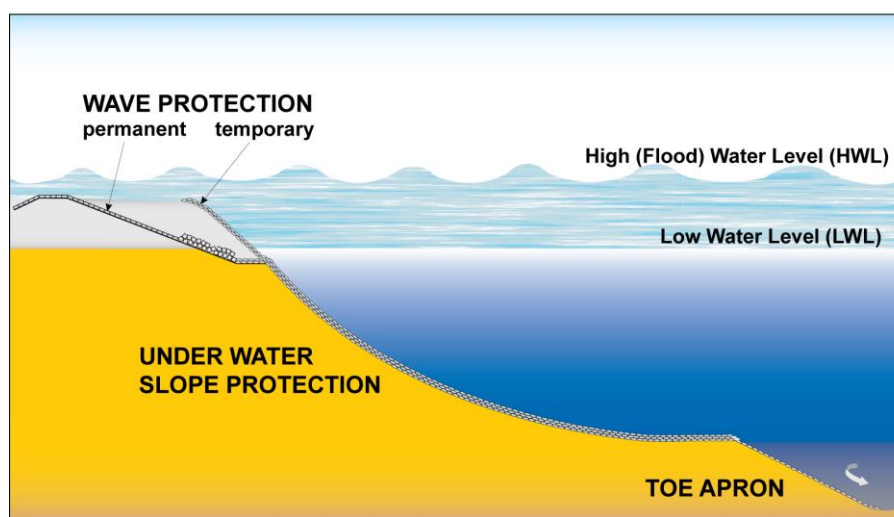 WAVE PROTECTION
permanent temporary
High (Flood) Water Level (HWL)
Low Water Level (LWL)
UNDER WATER
SLOPE PROTECTION
TOE APRON